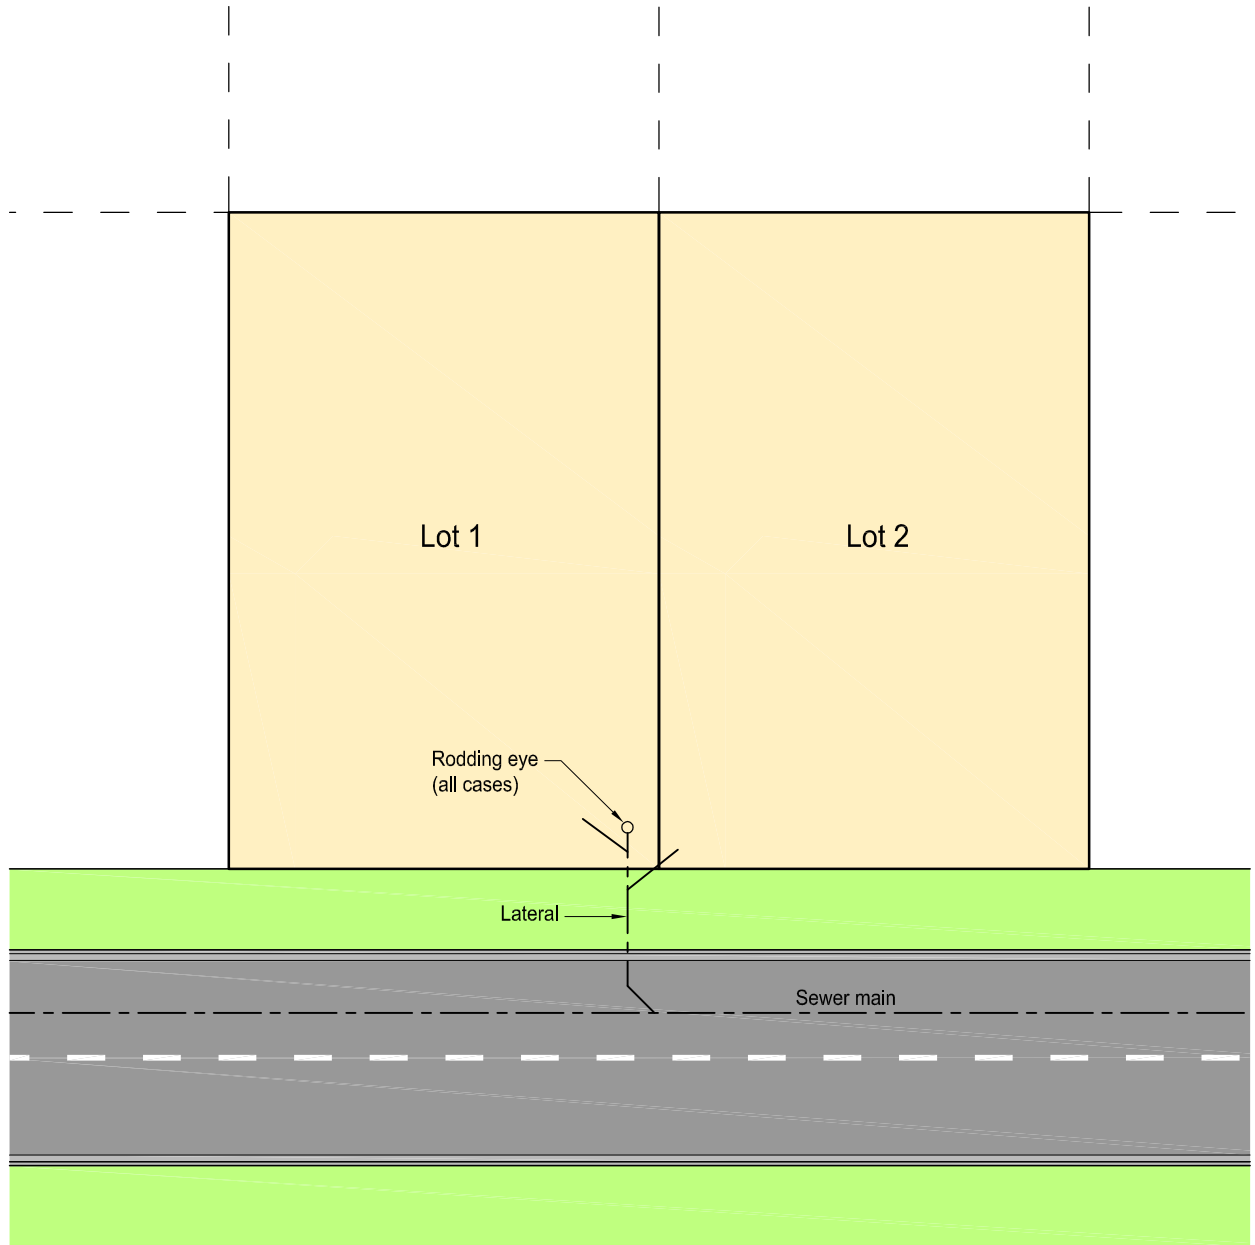 Lot 1
Lot 2
Rodding eye
(all cases)
Lateral
Sewer main